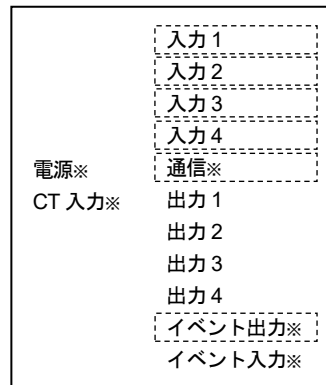 入力 1
入力 2
入力 3
入力 4
電源※
通信※
CT 入力※
出力 1
出力 2
出力 3
出力 4
イベント出力※
イベント入力※